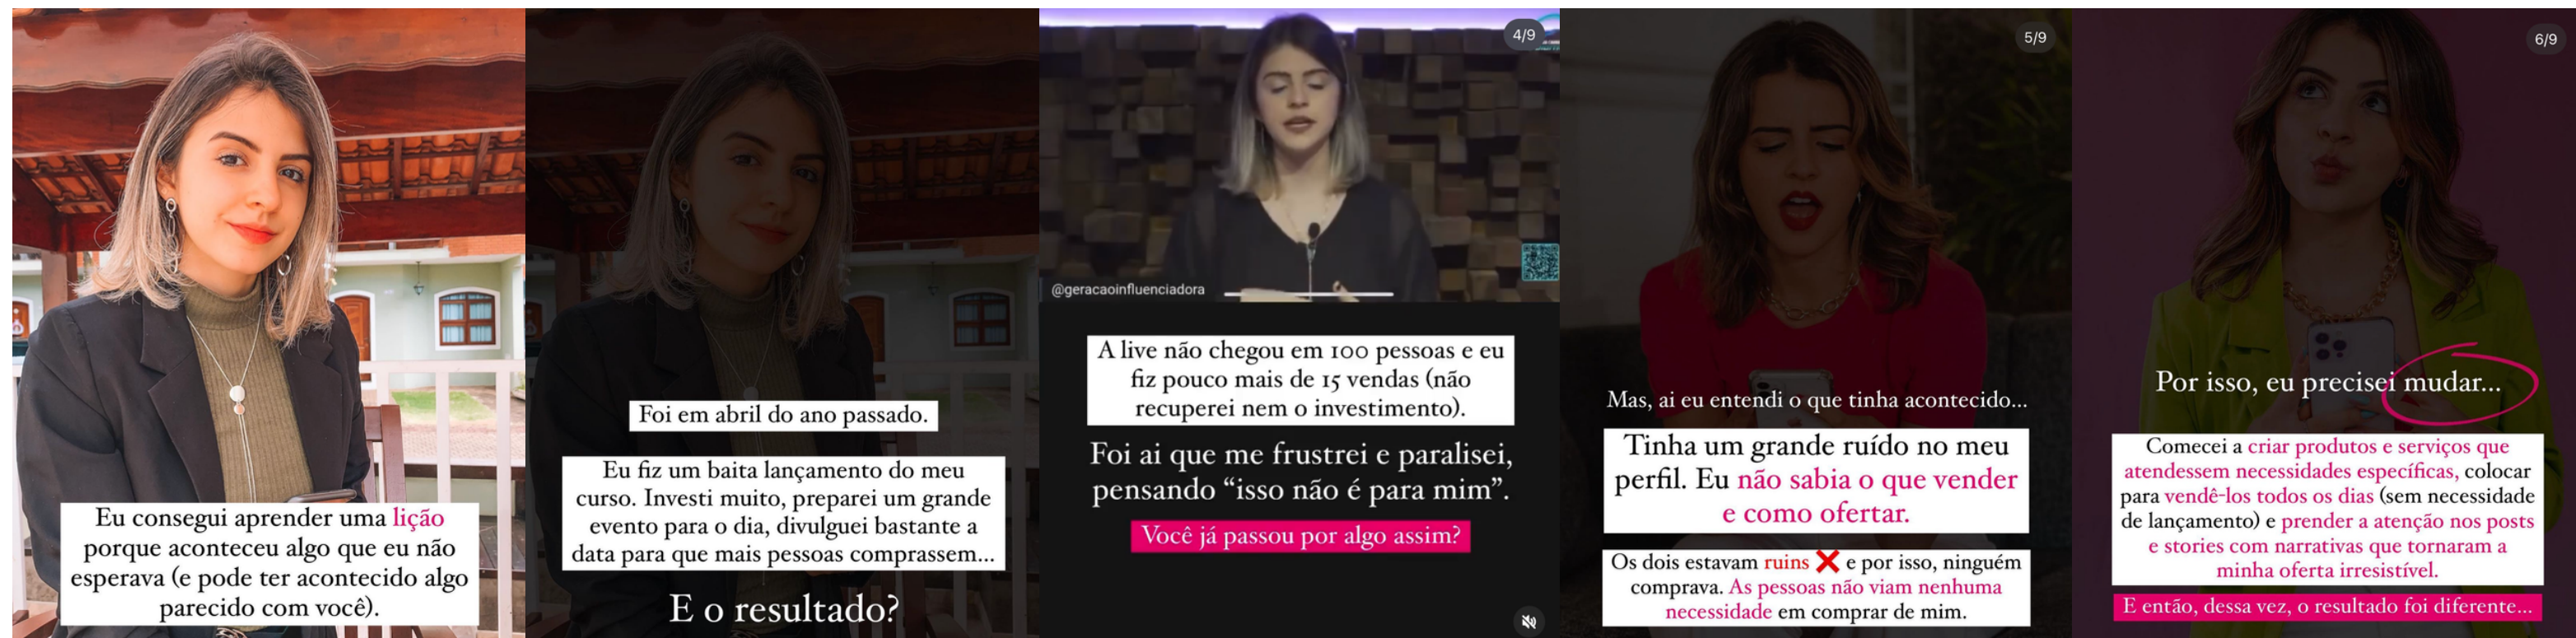 Eu consegui aprender uma lição
porque aconteceu algo que eu não
esperava (e pode ter acontecido algo
parecido com você).
Foi em abril do ano passado.
Eu fiz um baita lançamento do meu
curso. Investi muito, preparei um grande
evento para o dia, divulguei bastante a
data para que mais pessoas comprassem...
E o resultado?
4/9
@geracaoinfluenciadora
A live não chegou em 100 pessoas e eu
fiz pouco mais de 15 vendas (não
recuperei nem o investimento).
Foi ai que me frustrei e paralisei,
pensando “isso não é para mim”.
Você já passou por algo assim?
5/9
Mas, ai eu entendi o que tinha acontecido...
Tinha um grande ruído no meu
perfil. Eu não sabia o que vender
e como ofertar.
Os dois estavam ruins ❌ e por isso, ninguém
comprava. As pessoas não viam nenhuma
necessidade em comprar de mim.
6/9
Por isso, eu precisei mudar...
Comecei a criar produtos e serviços que
atendessem necessidades específicas, colocar
para vendê-los todos os dias (sem necessidade
de lançamento) e prender a atenção nos posts
e stories com narrativas que tornaram a
minha oferta irresistível.
E então, dessa vez, o resultado foi diferente...